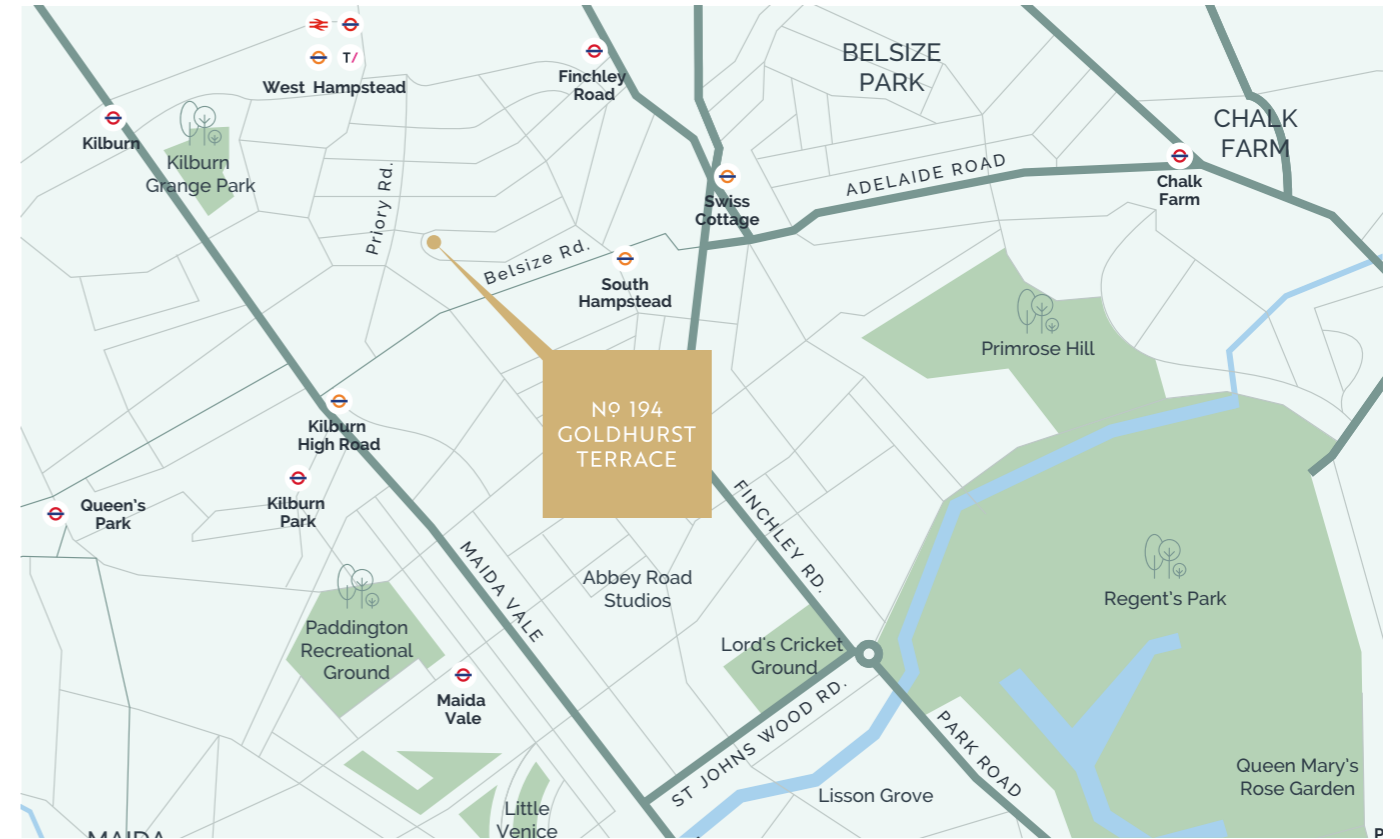 BELSIZE
PARK
West Hampstead
T/
Finchley
Road
CHALK
FARM
Kilburn
Kilburn
Grange Park
Priory Rd.
Swiss
Cottage
ADELAIDE ROAD
Chalk
Farm
Belsize Rd.
South
Hampstead
Primrose Hill
Nº 194
GOLDHURST
TERRACE
Kilburn
High Road
Kilburn
Park
Queen's
Park
FINCHLEY RD.
MAIDA VALE
Abbey Road
Studios
Regent's Park
Paddington
Recreational
Ground
Lord's Cricket
Ground
Maida
Vale
ST JOHNS WOOD RD.
PARK ROAD
Queen Mary's
Rose Garden
Lisson Grove
Little
Venice
MAIDA